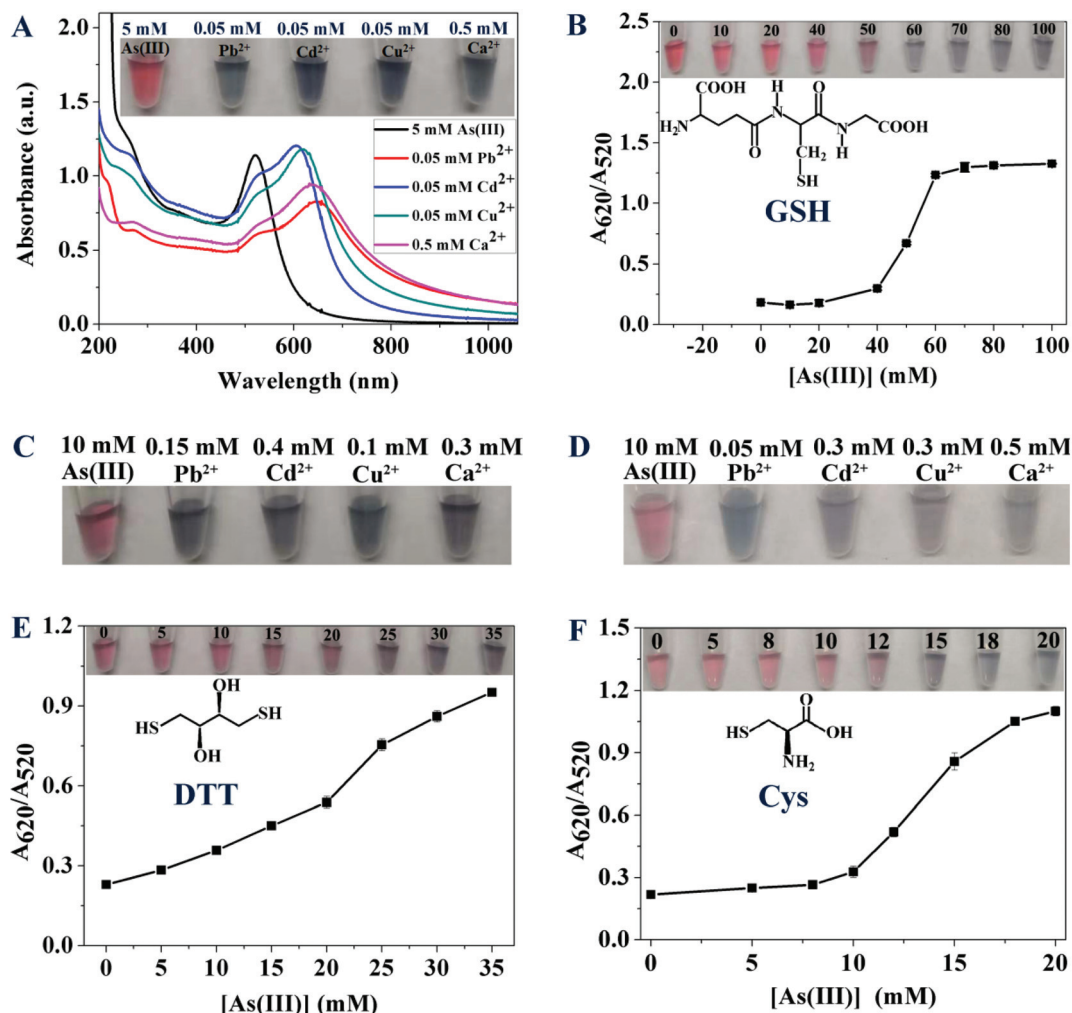 A
5 mM 0.05 mM 0.05 mM 0.05 mM 0.5 mM
As(III) Pb²⁺ Cd²⁺ Cu²⁺ Ca²⁺
5 mM As(III)
0.05 mM Pb²⁺
0.05 mM Cd²⁺
0.05 mM Cu²⁺
0.5 mM Ca²⁺
Absorbance (a.u.)
2.0
1.5
1.0
0.5
0.0
200 400 600 800 1000
Wavelength (nm)
B
0 10 20 40 50 60 70 80 100
COOH
H₂N
O
H
N
CH₂
SH
O
N
H
COOH
GSH
A₆₂₀/A₅₂₀
2.5
2.0
1.5
1.0
0.5
0.0
-20 0 20 40 60 80 100
[As(III)] (mM)
C
10 mM 0.15 mM 0.4 mM 0.1 mM 0.3 mM
As(III) Pb²⁺ Cd²⁺ Cu²⁺ Ca²⁺
D
10 mM 0.05 mM 0.3 mM 0.3 mM 0.5 mM
As(III) Pb²⁺ Cd²⁺ Cu²⁺ Ca²⁺
E
0 5 10 15 20 25 30 35
OH
HS
SH
OH
DTT
A₆₂₀/A₅₂₀
1.2
0.9
0.6
0.3
0.0
0 5 10 15 20 25 30 35
[As(III)] (mM)
F
0 5 8 10 12 15 18 20
O
HS
OH
NH₂
Cys
A₆₂₀/A₅₂₀
1.5
1.2
0.9
0.6
0.3
0.0
0 5 10 15 20
[As(III)] (mM)